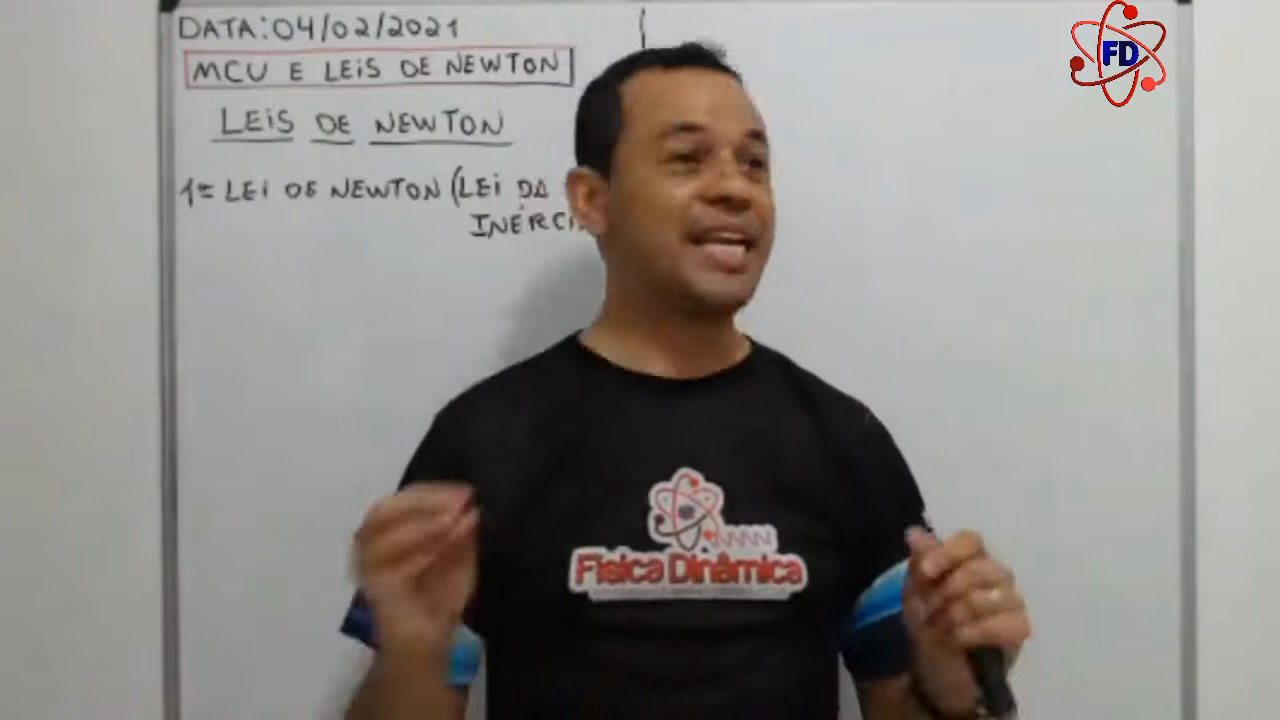 DATA: 04/02/2021
MCU E LEIS DE NEWTON
LEIS DE NEWTON
1ª LEI DE NEWTON (LEI DA
INÉRCI
FD
Física Dinâmica